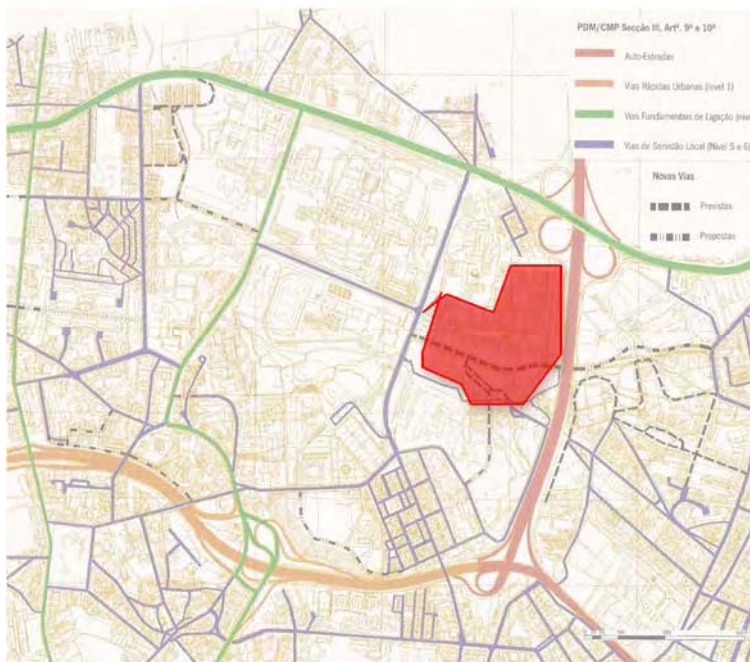 PDM/CMP Secção III, Artº. 9º e 10º
Auto-Estradas
Vias Rápidas Urbanas (nível 1)
Vias Fundamentais de Ligação
Vias de Servidão Local (Nível 5 e 6)
Novas Vias
Previstas
Propostas